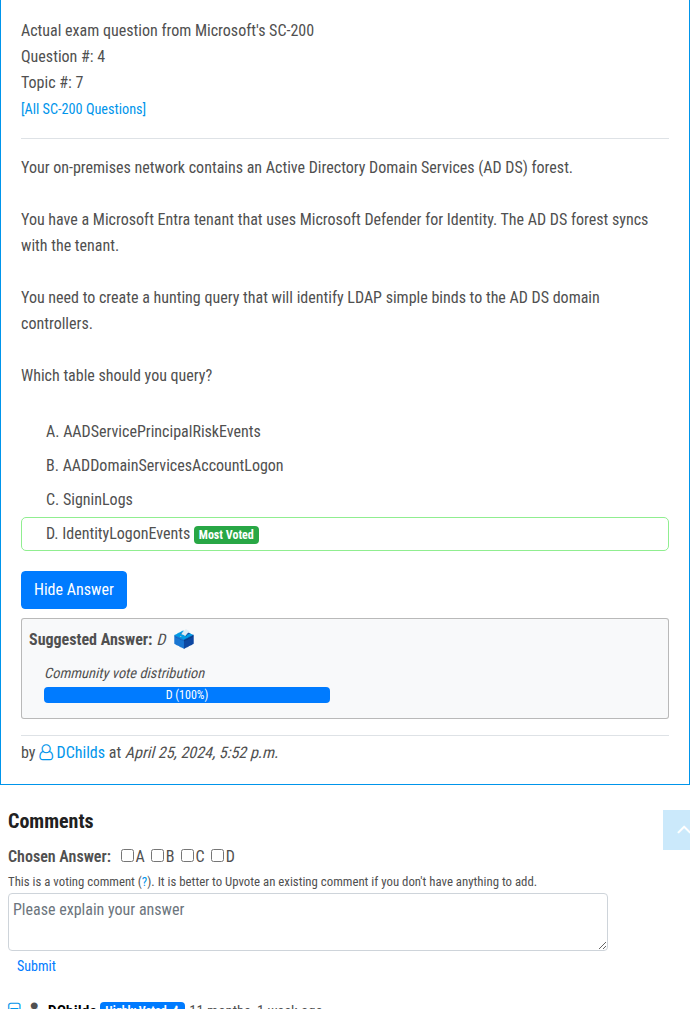 Actual exam question from Microsoft's SC-200
Question #: 4
Topic #: 7
[All SC-200 Questions]
Your on-premises network contains an Active Directory Domain Services (AD DS) forest.
You have a Microsoft Entra tenant that uses Microsoft Defender for Identity. The AD DS forest syncs
with the tenant.
You need to create a hunting query that will identify LDAP simple binds to the AD DS domain
controllers.
Which table should you query?
A. AADServicePrincipalRiskEvents
B. AADDomainServicesAccountLogon
C. SigninLogs
D. IdentityLogonEvents Most Voted
Hide Answer
Suggested Answer: D
Community vote distribution
D (100%)
by DChilds at April 25, 2024, 5:52 p.m.
Comments
Chosen Answer: A B C D
This is a voting comment (?). It is better to Upvote an existing comment if you don't have anything to add.
Please explain your answer
Submit
DChilds Highly Voted 4 11 months, 1 week ago